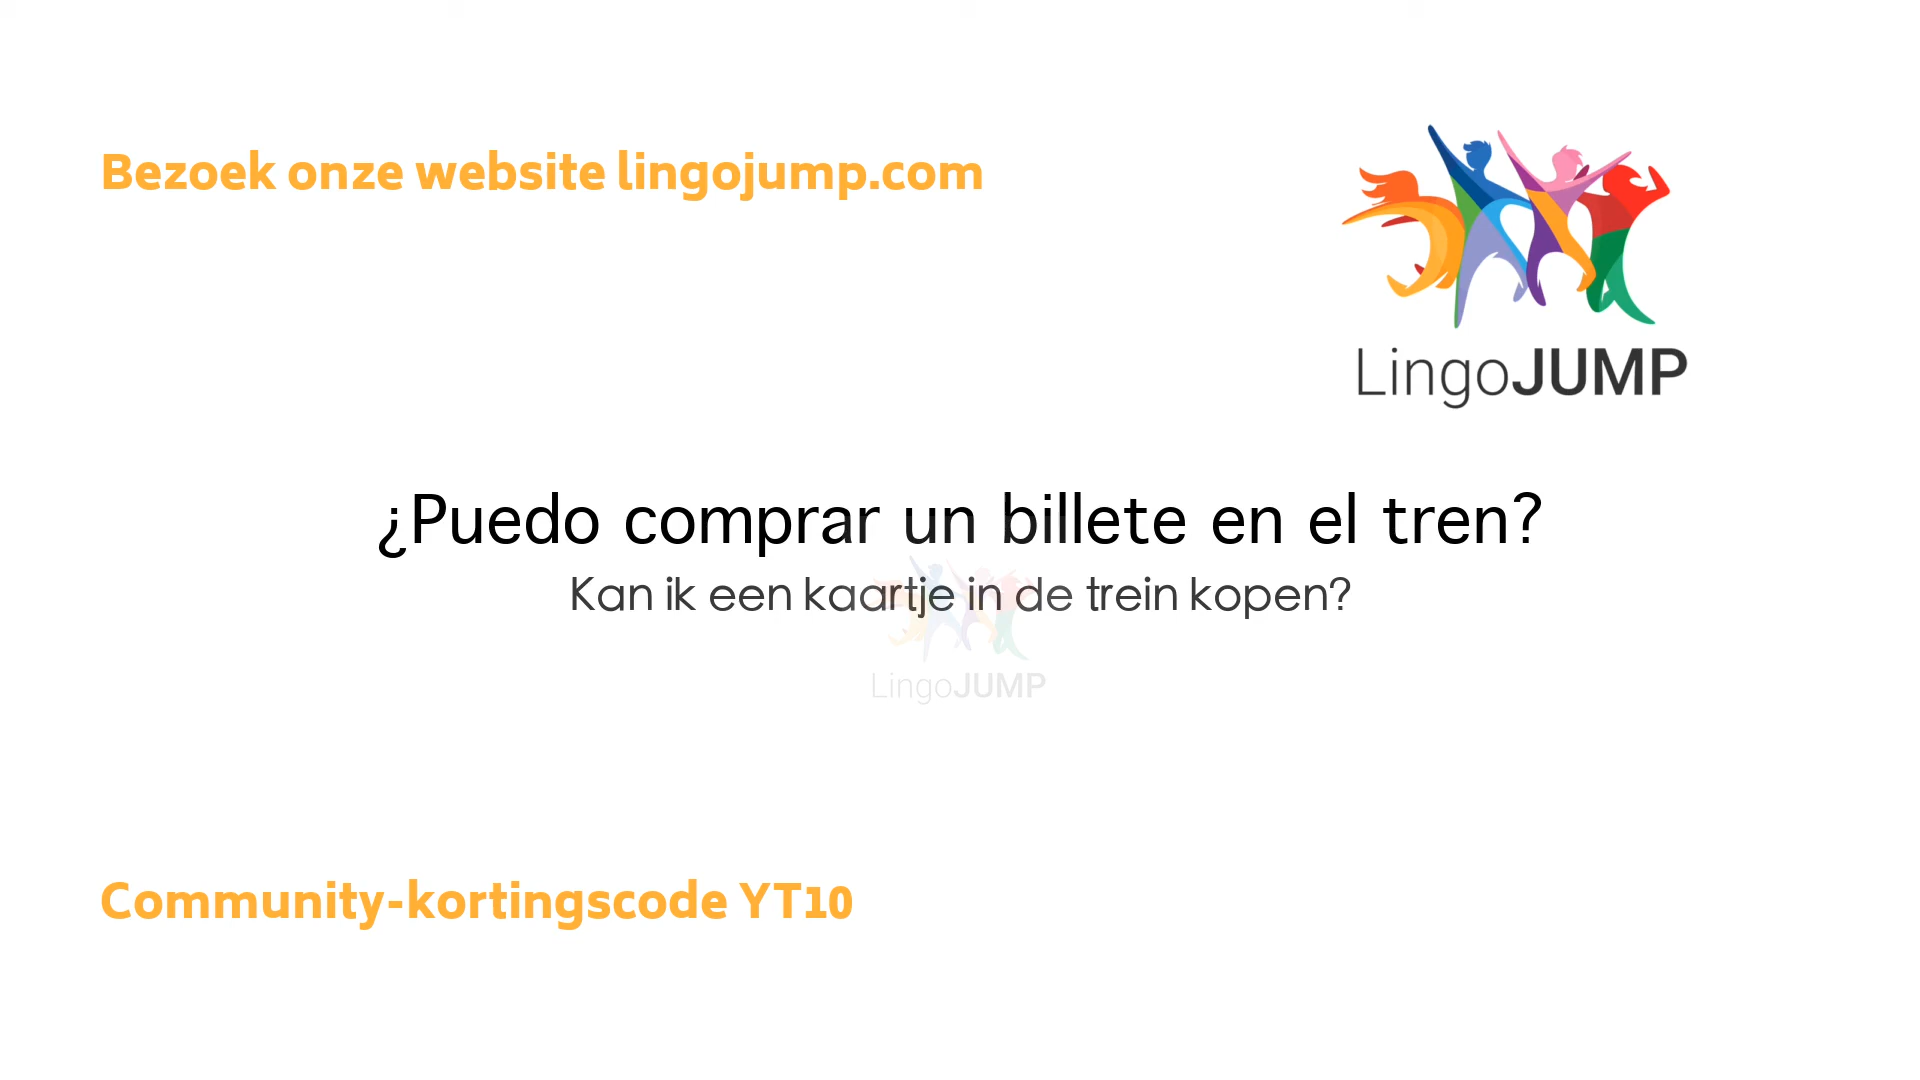 Bezoek onze website lingojump.com
LingoJUMP
¿Puedo comprar un billete en el tren?
Kan ik een kaartje in de trein kopen?
LingoJUMP
Community-kortingscode YT10